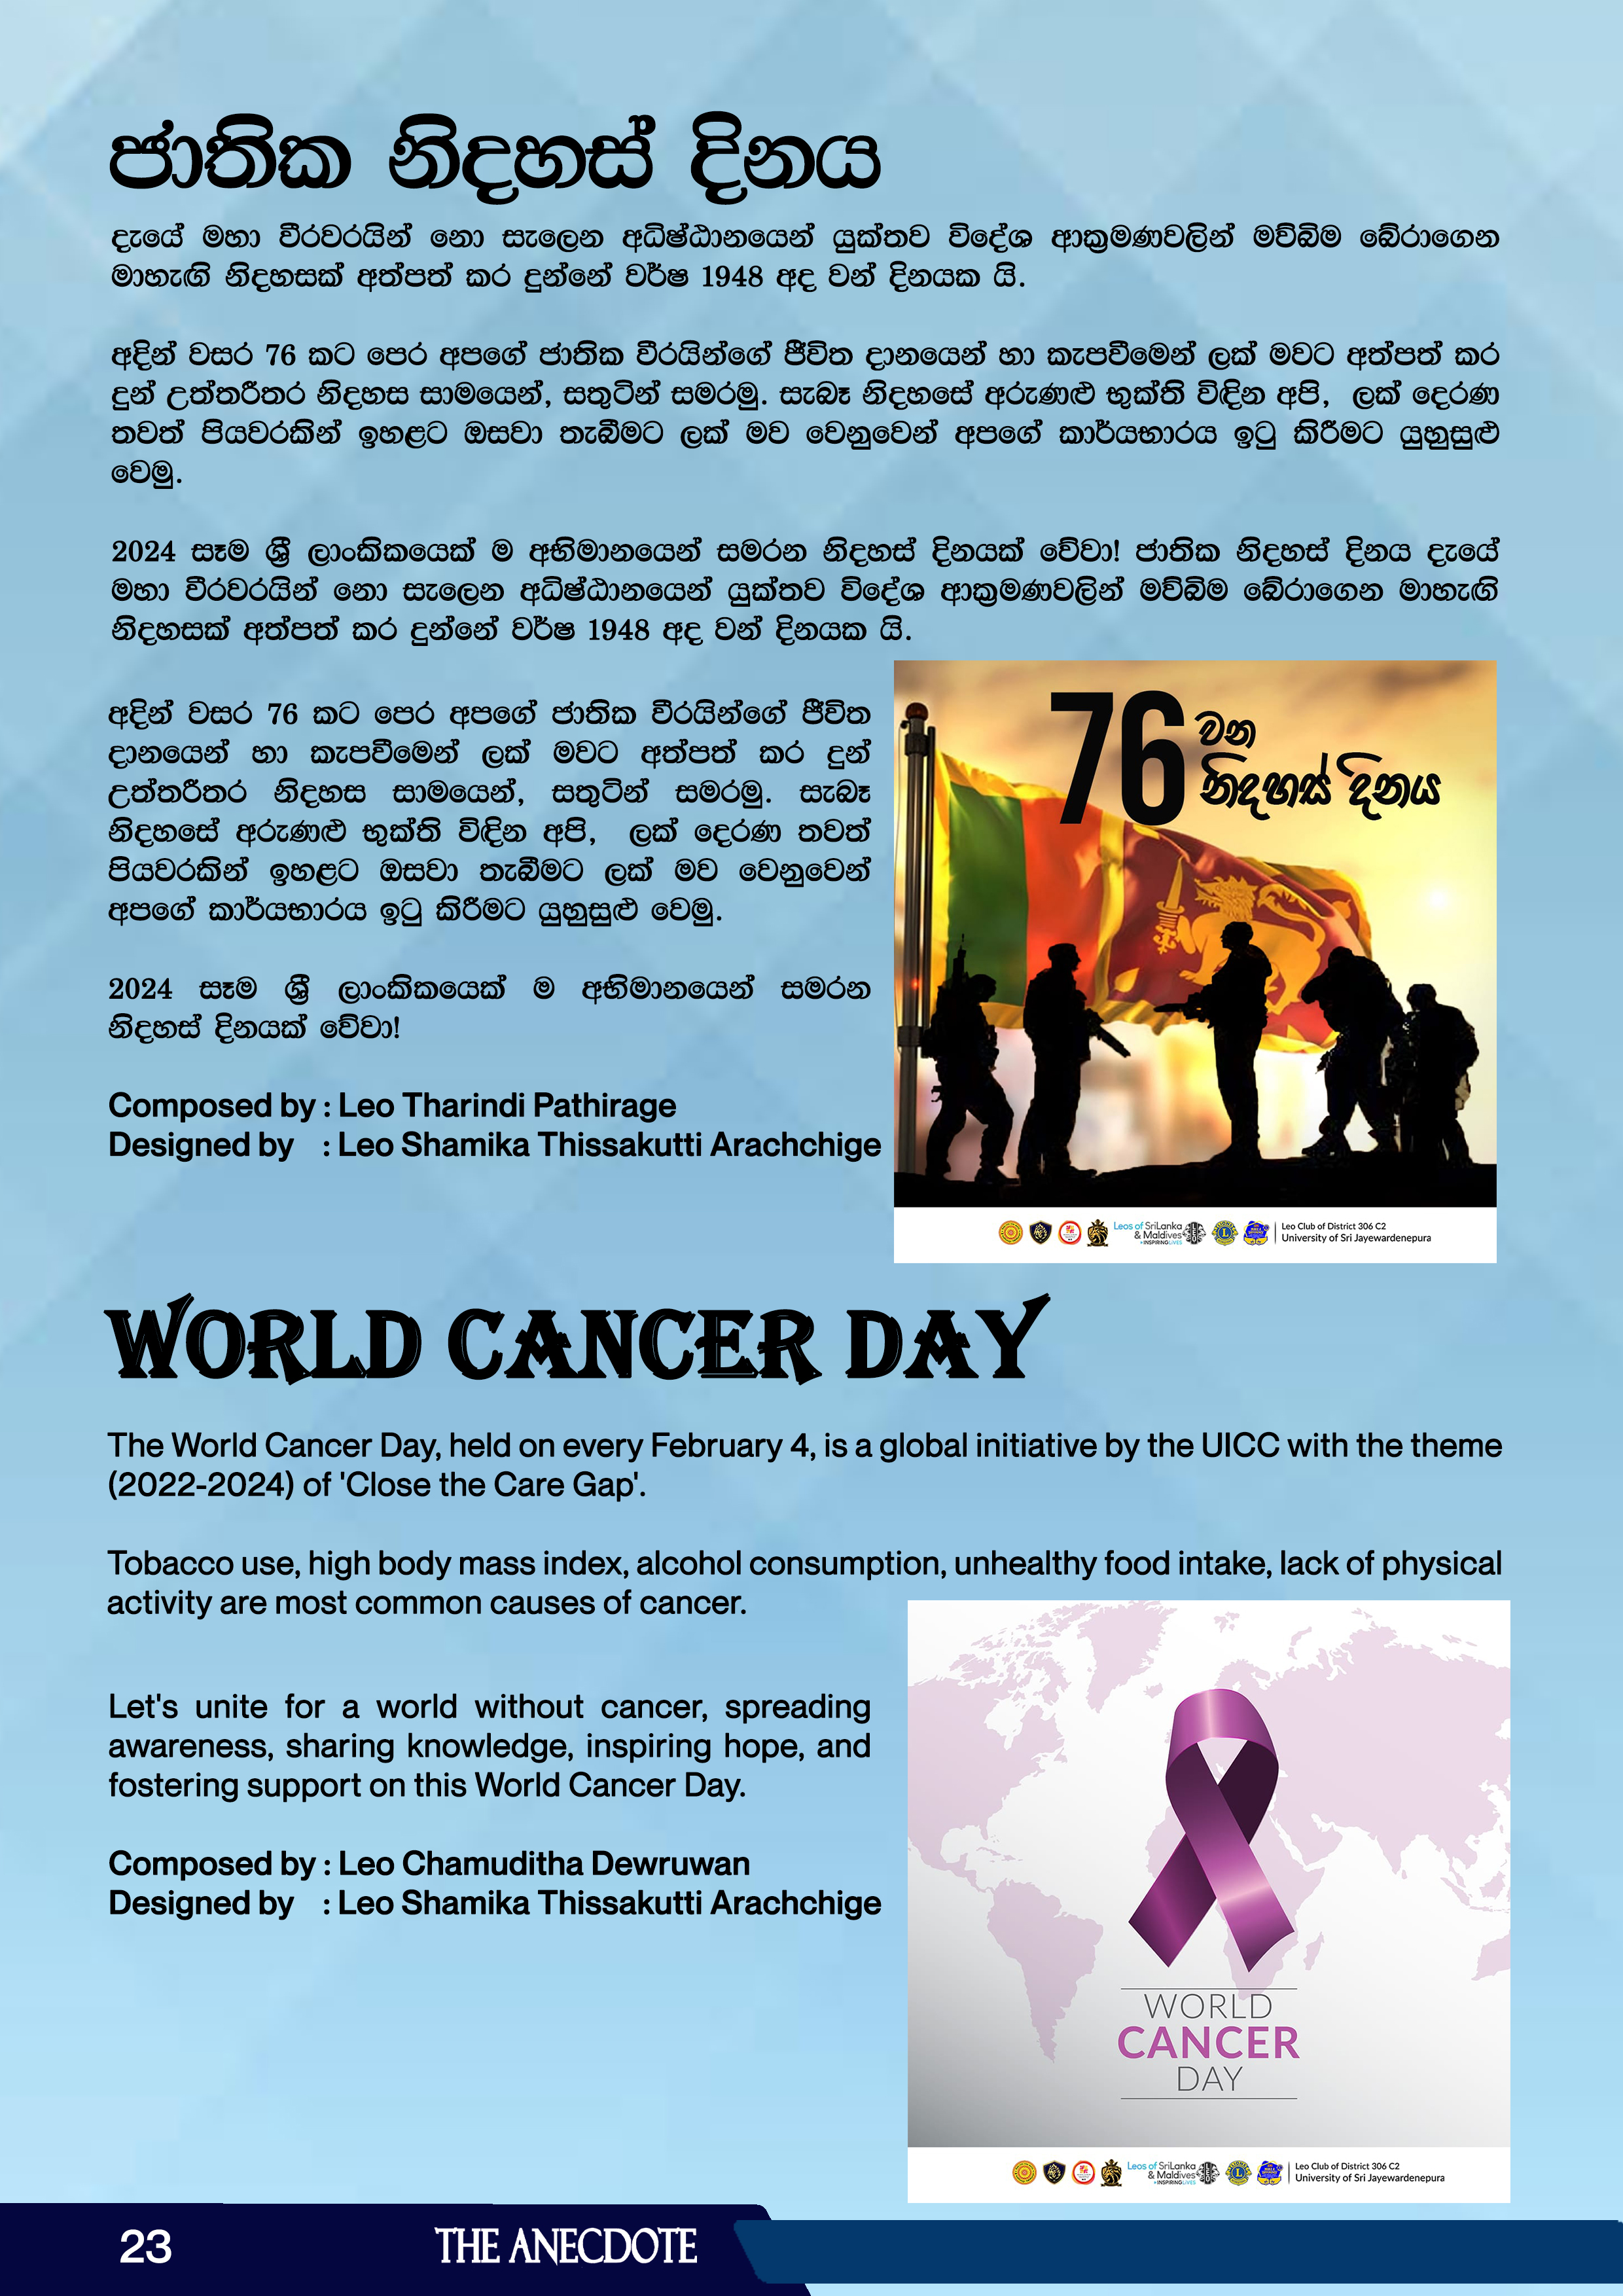 ජාතික නිදහස් දිනය
දැයේ මහා වීරවරයින් නො සැලෙන අධිෂ්ඨානයෙන් යුක්තව විදේශ ආක්‍රමණවලින් මව්බිම බේරාගෙන
මාහැඟි නිදහසක් අත්පත් කර දුන්නේ වර්ෂ 1948 අද වන් දිනයක යි.
අදින් වසර 76 කට පෙර අපගේ ජාතික වීරයින්ගේ ජීවිත දානයෙන් හා කැපවීමෙන් ලක් මවට අත්පත් කර
දුන් උත්තරීතර නිදහස සාමයෙන්, සතුටින් සමරමු. සැබෑ නිදහසේ අරුණළු භුක්ති විඳින අපි, ලක් දෙරණ
තවත් පියවරකින් ඉහළට ඔසවා තැබීමට ලක් මව වෙනුවෙන් අපගේ කාර්යභාරය ඉටු කිරීමට යුහුසුළු
වෙමු.
2024 සෑම ශ්‍රී ලාංකිකයෙක් ම අභිමානයෙන් සමරන නිදහස් දිනයක් වේවා! ජාතික නිදහස් දිනය දැයේ
මහා වීරවරයින් නො සැලෙන අධිෂ්ඨානයෙන් යුක්තව විදේශ ආක්‍රමණවලින් මව්බිම බේරාගෙන මාහැඟි
නිදහසක් අත්පත් කර දුන්නේ වර්ෂ 1948 අද වන් දිනයක යි.
අදින් වසර 76 කට පෙර අපගේ ජාතික වීරයින්ගේ ජීවිත
දානයෙන් හා කැපවීමෙන් ලක් මවට අත්පත් කර දුන්
උත්තරීතර නිදහස සාමයෙන්, සතුටින් සමරමු. සැබෑ
නිදහසේ අරුණළු භුක්ති විඳින අපි, ලක් දෙරණ තවත්
පියවරකින් ඉහළට ඔසවා තැබීමට ලක් මව වෙනුවෙන්
අපගේ කාර්යභාරය ඉටු කිරීමට යුහුසුළු වෙමු.
2024 සෑම ශ්‍රී ලාංකිකයෙක් ම අභිමානයෙන් සමරන
නිදහස් දිනයක් වේවා!
Composed by : Leo Tharindi Pathirage
Designed by : Leo Shamika Thissakutti Arachchige
76 වන
නිදහස් දිනය
Leos of SriLanka
& Maldives
INSPIRING LIVES
Leo Club of District 306 C2
University of Sri Jayewardenepura
WORLD CANCER DAY
The World Cancer Day, held on every February 4, is a global initiative by the UICC with the theme
(2022-2024) of 'Close the Care Gap'.
Tobacco use, high body mass index, alcohol consumption, unhealthy food intake, lack of physical
activity are most common causes of cancer.
Let's unite for a world without cancer, spreading
awareness, sharing knowledge, inspiring hope, and
fostering support on this World Cancer Day.
Composed by : Leo Chamuditha Dewruwan
Designed by : Leo Shamika Thissakutti Arachchige
WORLD
CANCER
DAY
Leos of SriLanka
& Maldives
INSPIRING LIVES
Leo Club of District 306 C2
University of Sri Jayewardenepura
23
THE ANECDOTE